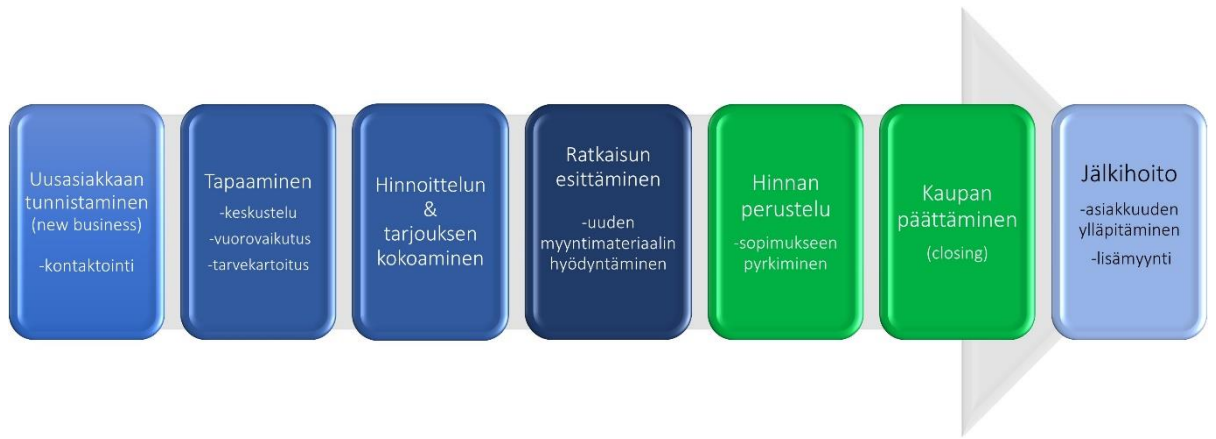 Uusasiakkaan
tunnistaminen
(new business)
-kontaktointi
Tapaaminen
-keskustelu
-vuorovaikutus
-tarvekartoitus
Hinnoittelun
&
tarjouksen
kokoaminen
Ratkaisun
esittäminen
-uuden
myyntimateriaalin
hyödyntäminen
Hinnan
perustelu
-sopimukseen
pyrkiminen
Kaupan
päättäminen
(closing)
Jälkihoito
-asiakkuuden
ylläpitäminen
-lisämyynti